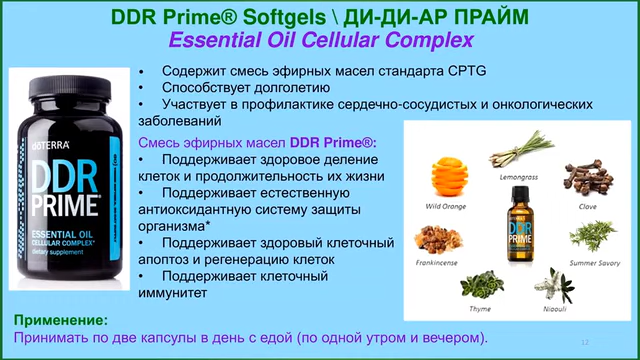 DDR Prime® Softgels \ ДИ-ДИ-АР ПРАЙМ
Essential Oil Cellular Complex
• Содержит смесь эфирных масел стандарта CPTG
• Способствует долголетию
• Участвует в профилактике сердечно-сосудистых и онкологических
заболеваний
Смесь эфирных масел DDR Prime®:
• Поддерживает здоровое деление
клеток и продолжительность их жизни
• Поддерживает естественную
антиоксидантную систему защиты
организма*
• Поддерживает здоровый клеточный
апоптоз и регенерацию клеток
• Поддерживает клеточный
иммунитет
dōTERRA
DDR
PRIME
ESSENTIAL OIL
CELLULAR COMPLEX*
dietary supplement
Lemongrass
Wild Orange
Clove
DDR
PRIME
Frankincense
Summer Savory
Thyme
Niaouli
Применение:
Принимать по две капсулы в день с едой (по одной утром и вечером).
12